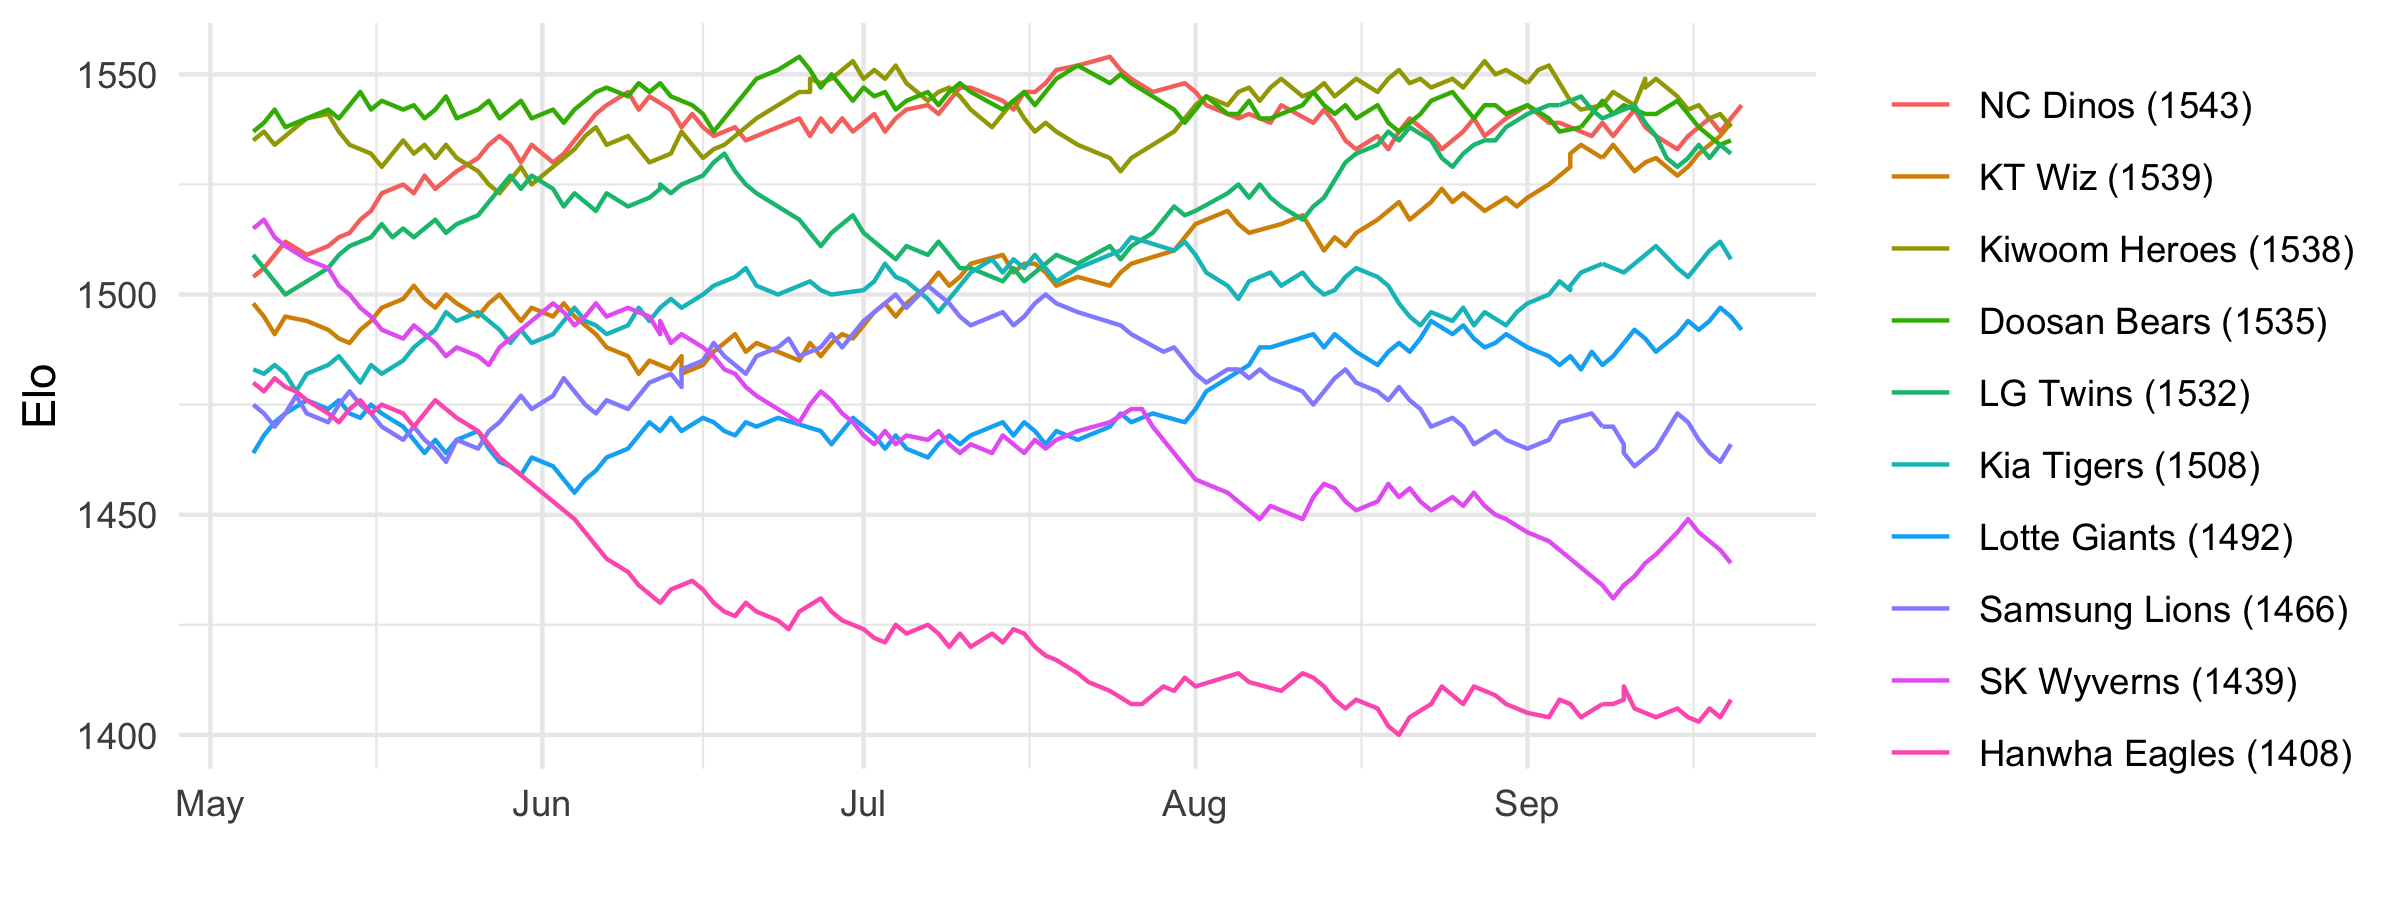 Elo
1550
1500
1450
1400
May Jun Jul Aug Sep
NC Dinos (1543)
KT Wiz (1539)
Kiwoom Heroes (1538)
Doosan Bears (1535)
LG Twins (1532)
Kia Tigers (1508)
Lotte Giants (1492)
Samsung Lions (1466)
SK Wyverns (1439)
Hanwha Eagles (1408)